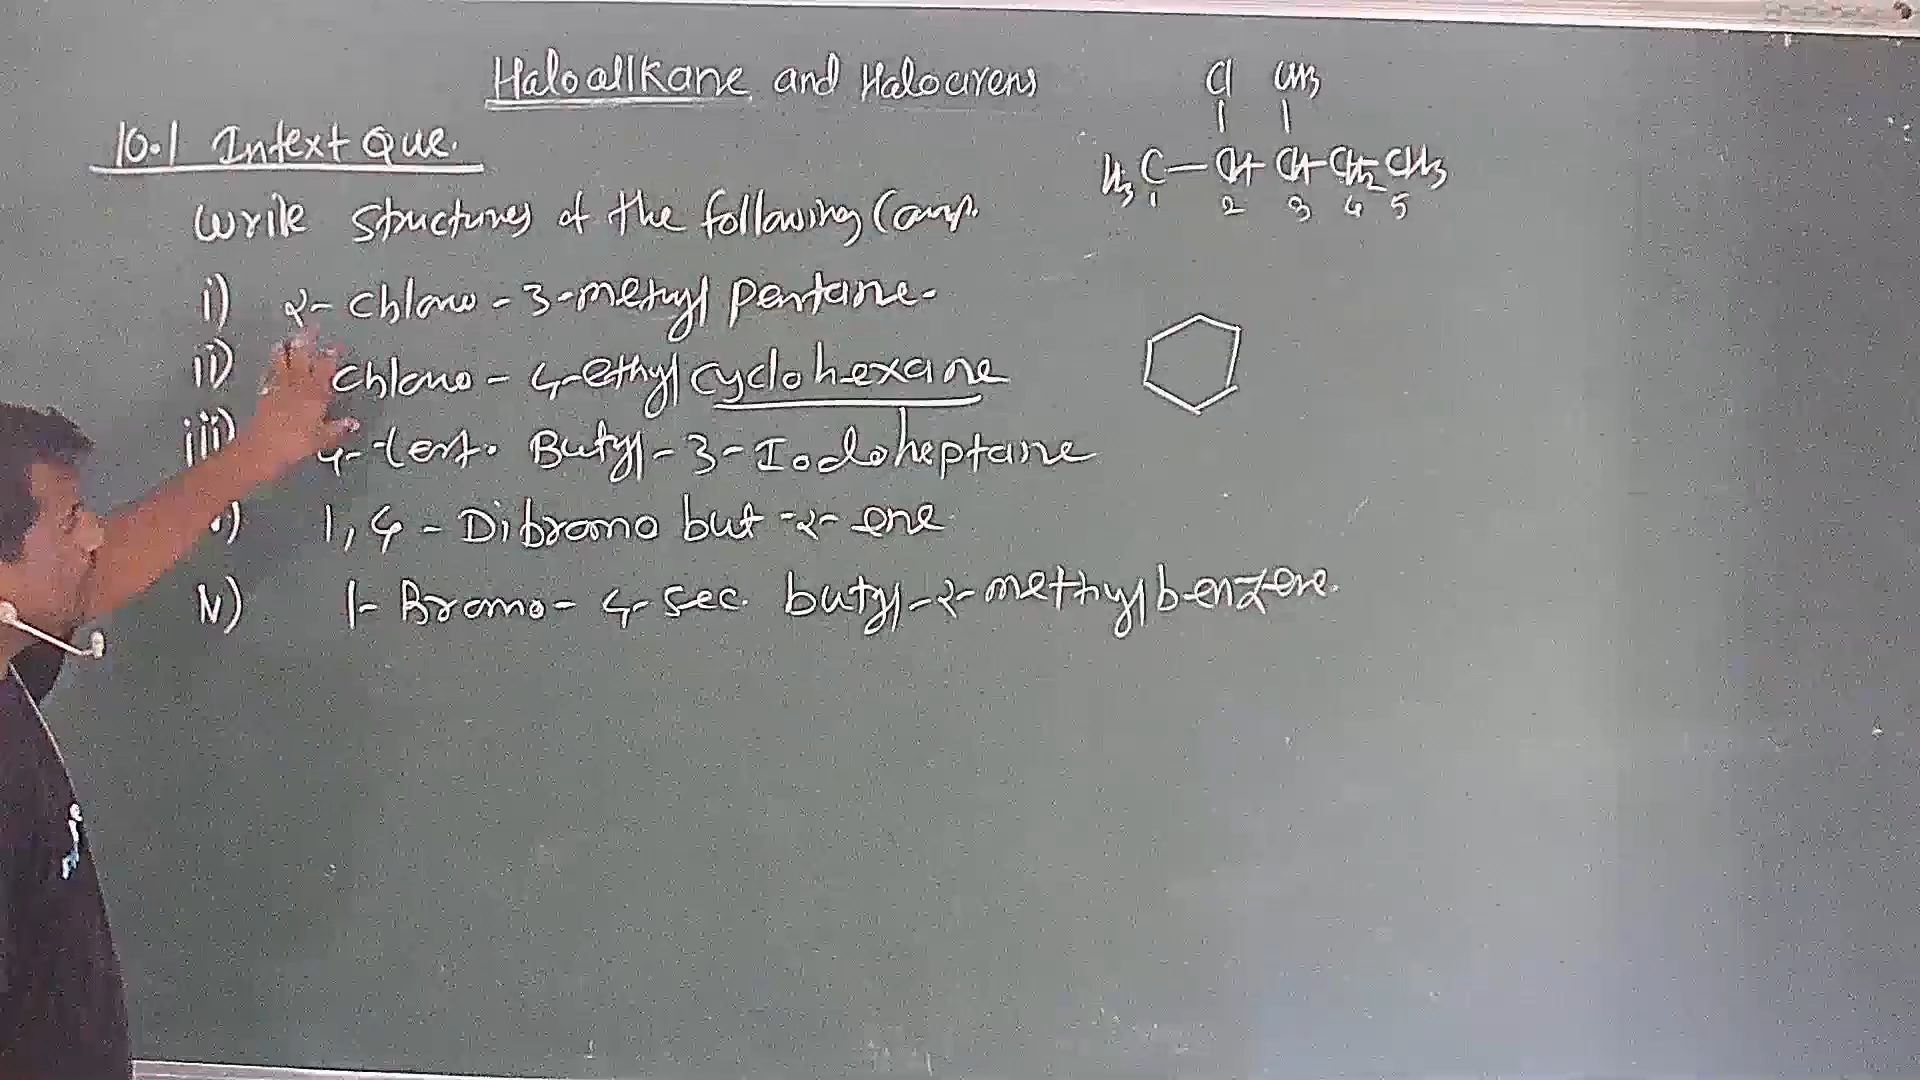 Haloalkane and Haloarens
10.1 Intext Que.
Write structures of the following Comp.
i) 2- chloro - 3-methyl pentane-
ii) chloro - 4-ethyl cyclohexane
iii) 4-tert. Butyl - 3 - Iodoheptane
1,4 - Dibromo but -2- ene
1- Bromo - 4-sec. butyl-2-methylbenzene.
Cl CH3
H3C — CH CH CH2 CH3
1 2 3 4 5